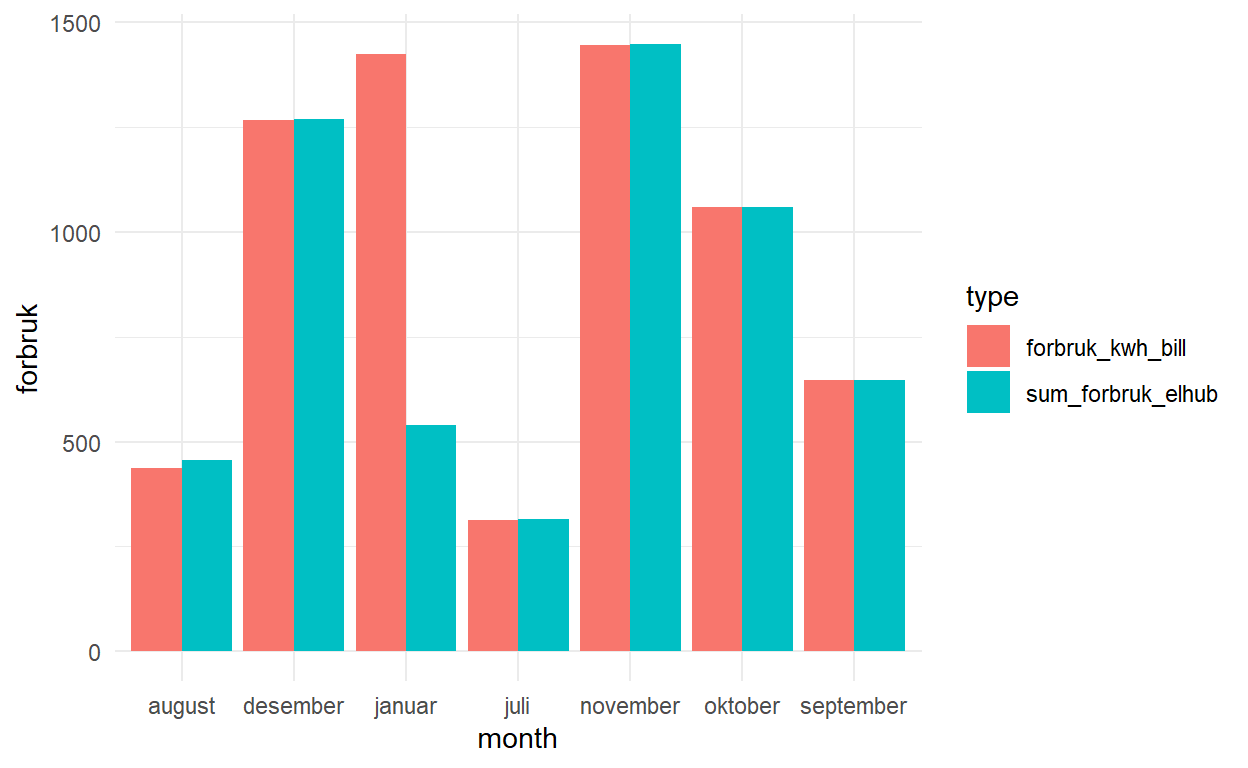 1500
1000
500
0
forbruk
august desember januar juli november oktober september
month
type
forbruk_kwh_bill
sum_forbruk_elhub